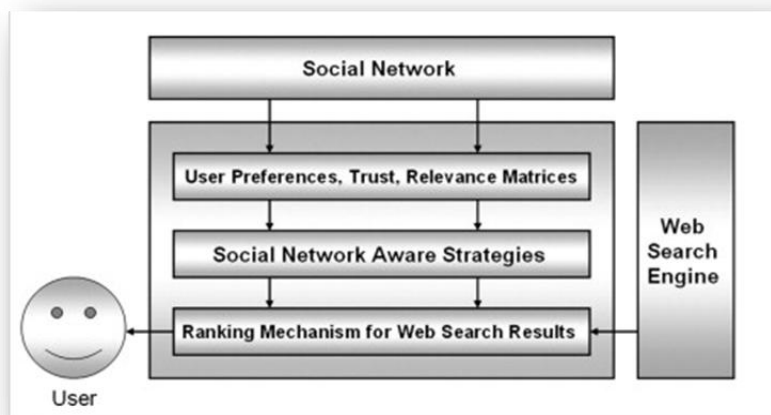 Social Network
User Preferences, Trust, Relevance Matrices
Social Network Aware Strategies
Ranking Mechanism for Web Search Results
Web
Search
Engine
User